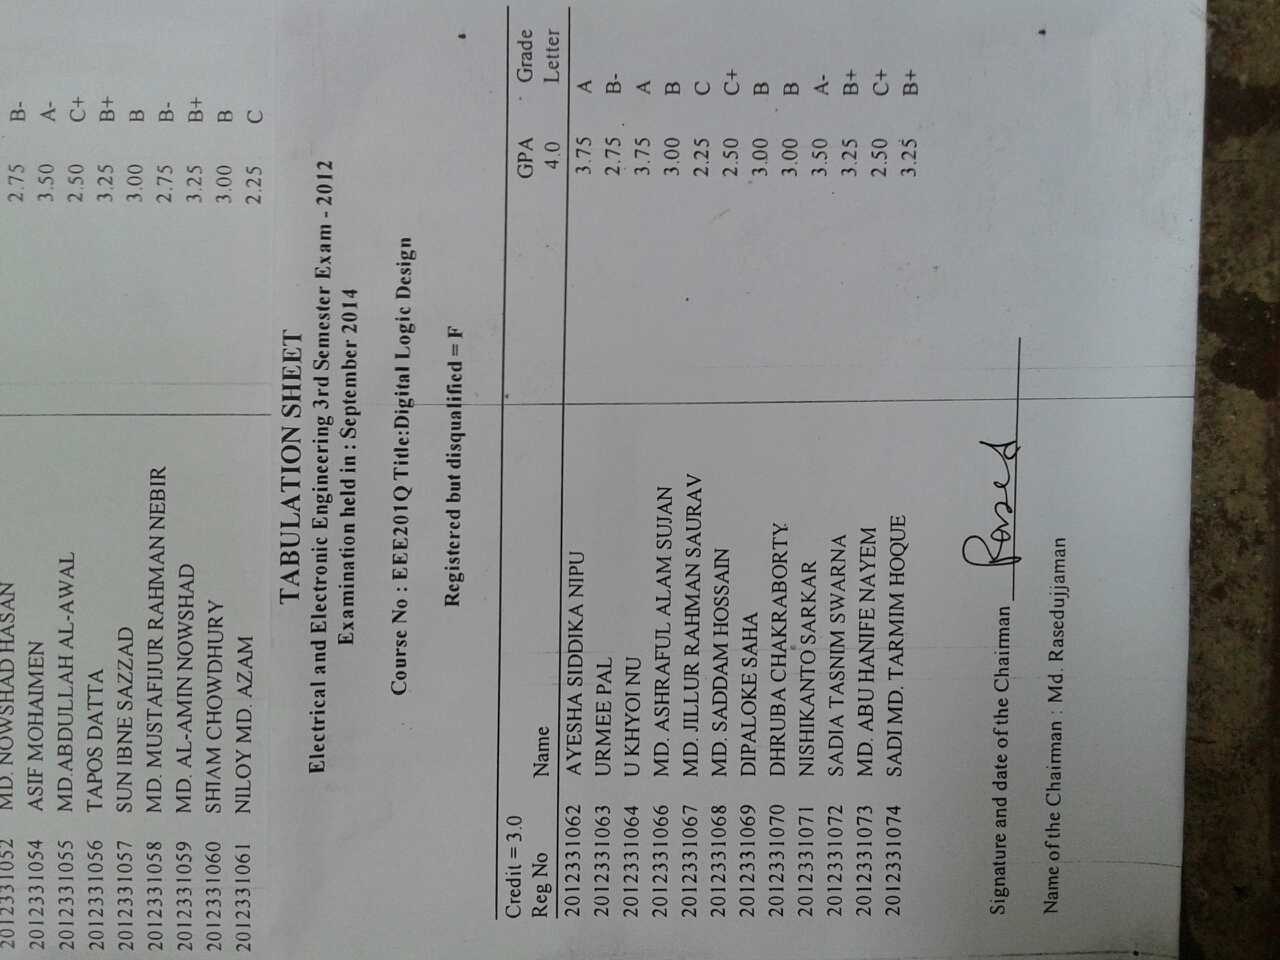 2012331052 MD. NOWSHAD HASAN 2.75 B-
2012331054 ASIF MOHAIMEN 3.50 A-
2012331055 MD.ABDULLAH AL-AWAL 2.50 C+
2012331056 TAPOS DATTA 3.25 B+
2012331057 SUN IBNE SAZZAD 3.00 B
2012331058 MD. MUSTAFIJUR RAHMAN NEBIR 2.75 B-
2012331059 MD. AL-AMIN NOWSHAD 3.25 B+
2012331060 SHIAM CHOWDHURY 3.00 B
2012331061 NILOY MD. AZAM 2.25 C
TABULATION SHEET
Electrical and Electronic Engineering 3rd Semester Exam - 2012
Examination held in : September 2014
Course No : EEE201Q Title:Digital Logic Design
Registered but disqualified = F
Credit = 3.0 GPA Grade
Reg No Name 4.0 Letter
2012331062 AYESHA SIDDIKA NIPU 3.75 A
2012331063 URMEE PAL 2.75 B-
2012331064 U KHYOI NU 3.75 A
2012331066 MD. ASHRAFUL ALAM SUJAN 3.00 B
2012331067 MD. JILLUR RAHMAN SAURAV 2.25 C
2012331068 MD. SADDAM HOSSAIN 2.50 C+
2012331069 DIPALOKE SAHA 3.00 B
2012331070 DHRUBA CHAKRABORTY 3.00 B
2012331071 NISHIKANTO SARKAR 3.50 A-
2012331072 SADIA TASNIM SWARNA 3.25 B+
2012331073 MD. ABU HANIFE NAYEM 2.50 C+
2012331074 SADI MD. TARMIM HOQUE 3.25 B+
Signature and date of the Chairman Rased
Name of the Chairman : Md. Rasedujjaman